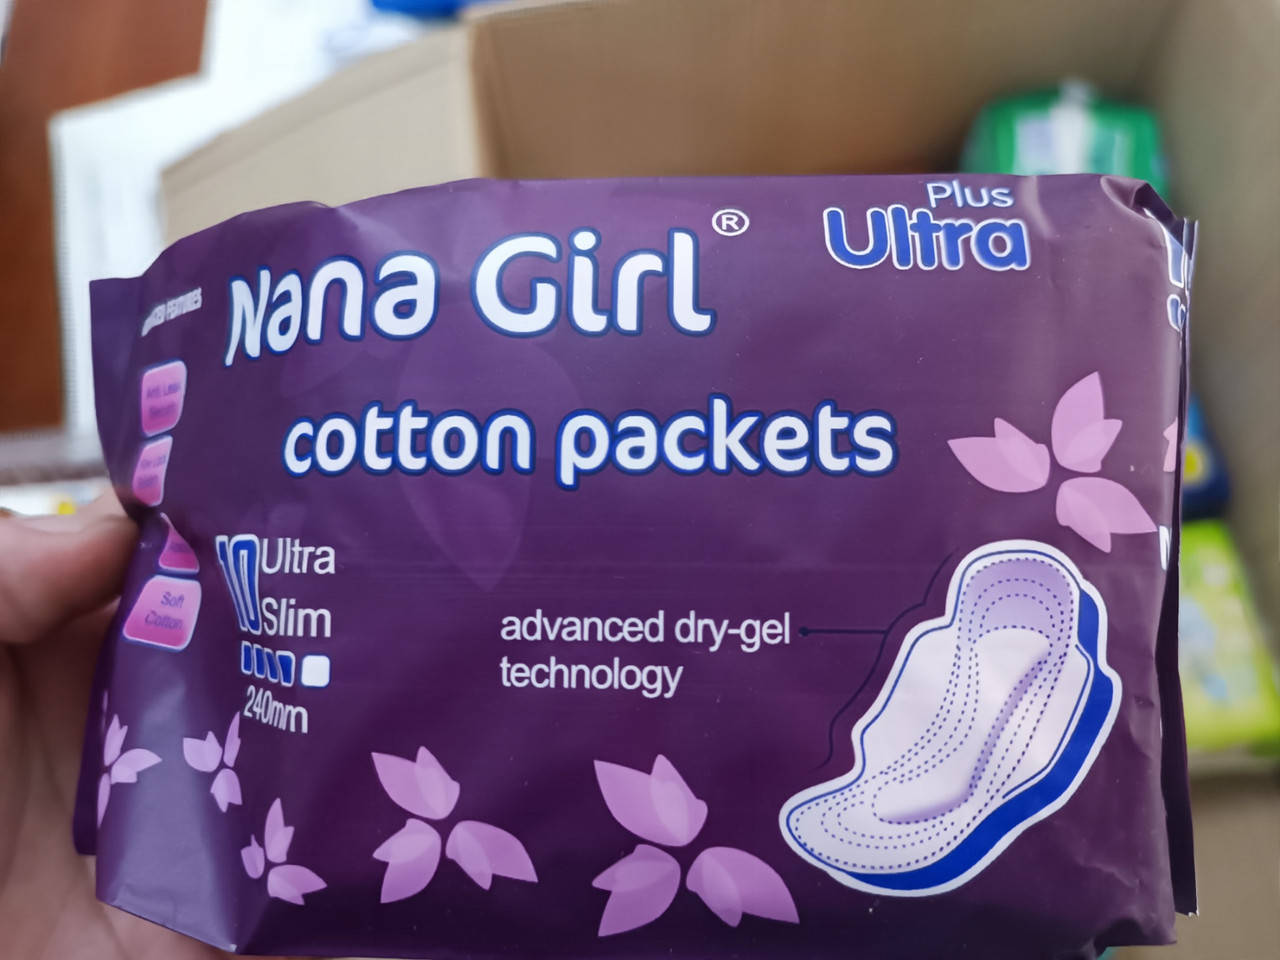 Nana Girl ®
Plus
Ultra
cotton packets
10 Ultra
Slim
240mm
advanced dry-gel
technology
Soft
Cotton